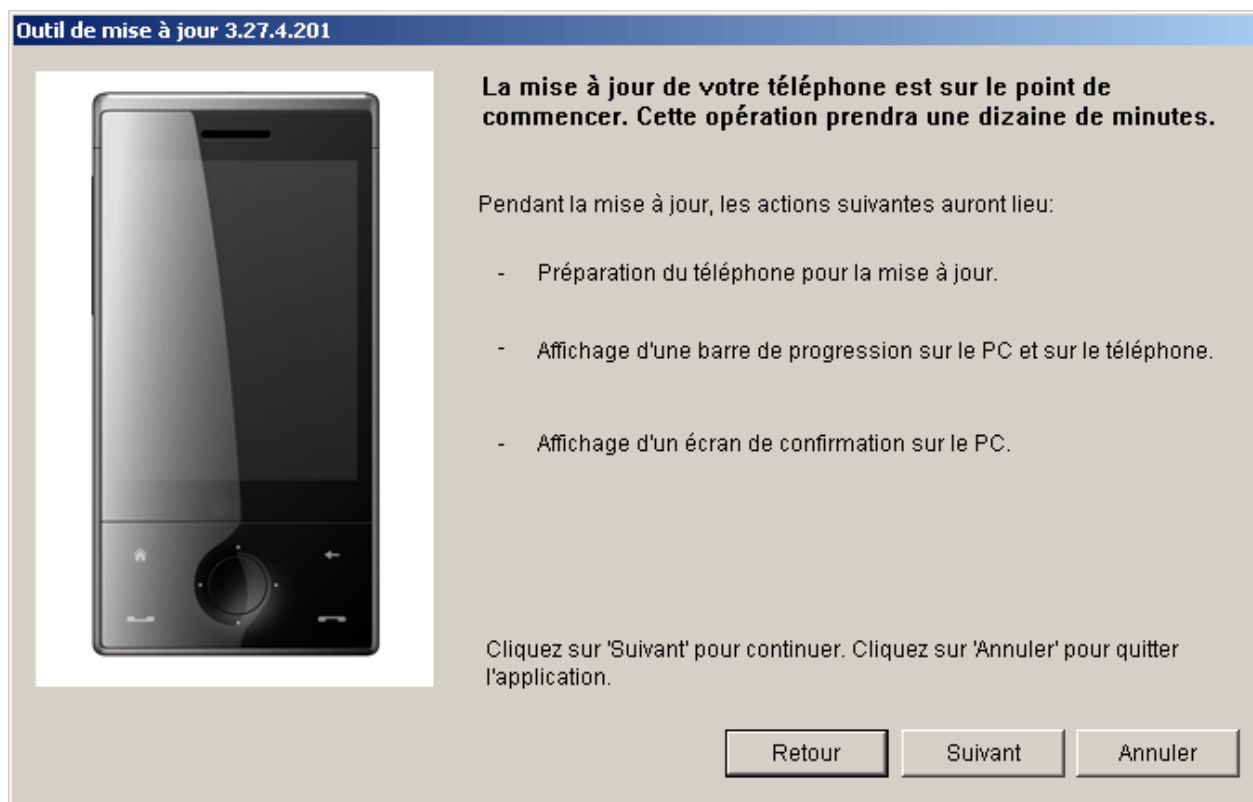 Outil de mise à jour 3.27.4.201
La mise à jour de votre téléphone est sur le point de
commencer. Cette opération prendra une dizaine de minutes.
Pendant la mise à jour, les actions suivantes auront lieu:
- Préparation du téléphone pour la mise à jour.
- Affichage d'une barre de progression sur le PC et sur le téléphone.
- Affichage d'un écran de confirmation sur le PC.
Cliquez sur 'Suivant' pour continuer. Cliquez sur 'Annuler' pour quitter
l'application.
Retour Suivant Annuler